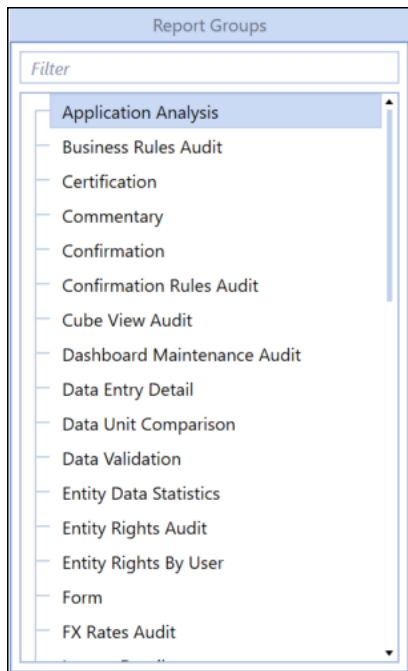 Report Groups
Filter
Application Analysis
Business Rules Audit
Certification
Commentary
Confirmation
Confirmation Rules Audit
Cube View Audit
Dashboard Maintenance Audit
Data Entry Detail
Data Unit Comparison
Data Validation
Entity Data Statistics
Entity Rights Audit
Entity Rights By User
Form
FX Rates Audit